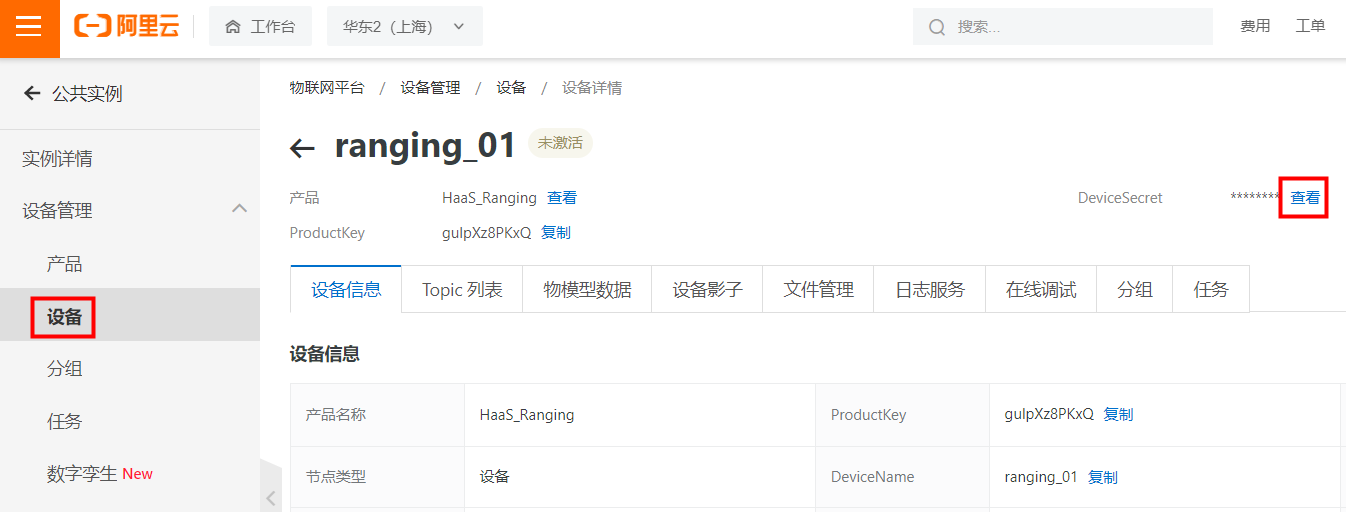 阿里云 工作台 华东2（上海） 搜索... 费用 工单
公共实例
物联网平台 / 设备管理 / 设备 / 设备详情
ranging_01 未激活
实例详情
产品 HaaS_Ranging 查看 DeviceSecret ******** 查看
设备管理
ProductKey gulpXz8PKxQ 复制
产品
设备信息 Topic 列表 物模型数据 设备影子 文件管理 日志服务 在线调试 分组 任务
设备
设备信息
分组
产品名称 HaaS_Ranging ProductKey gulpXz8PKxQ 复制
任务
数字孪生 New
节点类型 设备 DeviceName ranging_01 复制